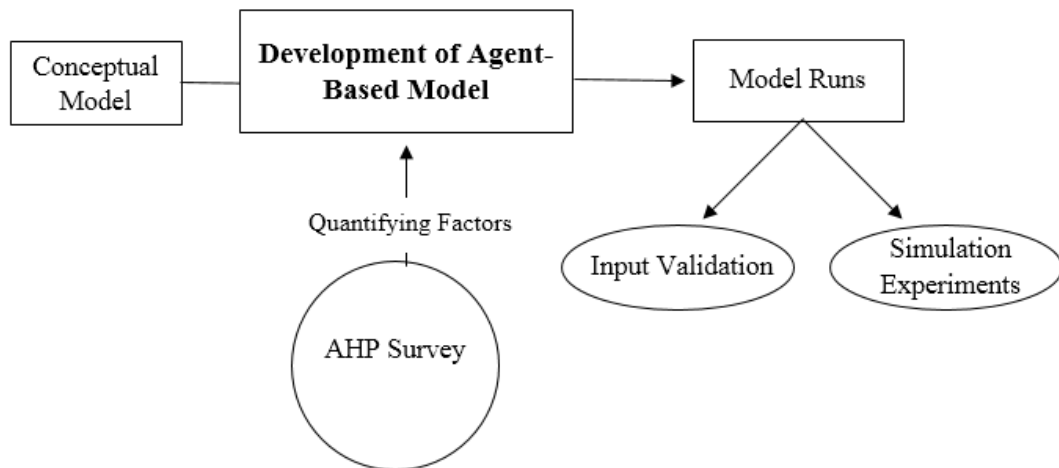 Conceptual
Model
Development of Agent-
Based Model
Model Runs
Quantifying Factors
Input Validation
Simulation
Experiments
AHP Survey